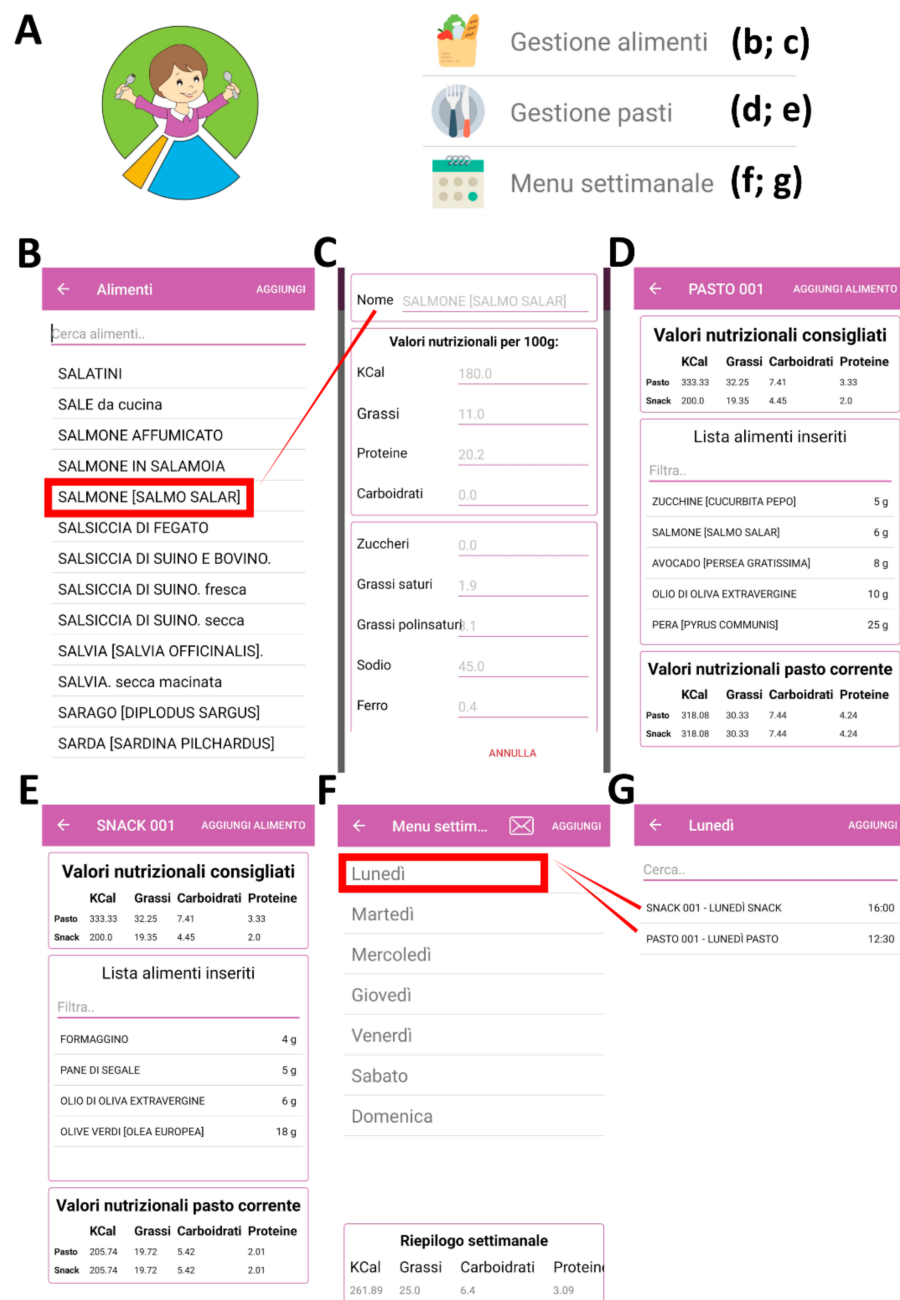 A
Gestione alimenti (b; c)
Gestione pasti (d; e)
Menu settimanale (f; g)
B
← Alimenti AGGIUNGI
Cerca alimenti..
SALATINI
SALE da cucina
SALMONE AFFUMICATO
SALMONE IN SALAMOIA
SALMONE [SALMO SALAR]
SALSICCIA DI FEGATO
SALSICCIA DI SUINO E BOVINO.
SALSICCIA DI SUINO. fresca
SALSICCIA DI SUINO. secca
SALVIA [SALVIA OFFICINALIS].
SALVIA. secca macinata
SARAGO [DIPLODUS SARGUS]
SARDA [SARDINA PILCHARDUS]
C
Nome SALMONE [SALMO SALAR]
Valori nutrizionali per 100g:
KCal 180.0
Grassi 11.0
Proteine 20.2
Carboidrati 0.0
Zuccheri 0.0
Grassi saturi 1.9
Grassi polinsaturi 3.1
Sodio 45.0
Ferro 0.4
ANNULLA
D
← PASTO 001 AGGIUNGI ALIMENTO
Valori nutrizionali consigliati
KCal Grassi Carboidrati Proteine
Pasto 333.33 32.25 7.41 3.33
Snack 200.0 19.35 4.45 2.0
Lista alimenti inseriti
Filtra..
ZUCCHINE [CUCURBITA PEPO] 5 g
SALMONE [SALMO SALAR] 6 g
AVOCADO [PERSEA GRATISSIMA] 8 g
OLIO DI OLIVA EXTRAVERGINE 10 g
PERA [PYRUS COMMUNIS] 25 g
Valori nutrizionali pasto corrente
KCal Grassi Carboidrati Proteine
Pasto 318.08 30.33 7.44 4.24
Snack 318.08 30.33 7.44 4.24
E
← SNACK 001 AGGIUNGI ALIMENTO
Valori nutrizionali consigliati
KCal Grassi Carboidrati Proteine
Pasto 333.33 32.25 7.41 3.33
Snack 200.0 19.35 4.45 2.0
Lista alimenti inseriti
Filtra..
FORMAGGINO 4 g
PANE DI SEGALE 5 g
OLIO DI OLIVA EXTRAVERGINE 6 g
OLIVE VERDI [OLEA EUROPEA] 18 g
Valori nutrizionali pasto corrente
KCal Grassi Carboidrati Proteine
Pasto 205.74 19.72 5.42 2.01
Snack 205.74 19.72 5.42 2.01
F
← Menu settim... AGGIUNGI
Lunedì
Martedì
Mercoledì
Giovedì
Venerdì
Sabato
Domenica
Riepilogo settimanale
KCal Grassi Carboidrati Protein
261.89 25.0 6.4 3.09
G
← Lunedì AGGIUNGI
Cerca..
SNACK 001 - LUNEDÌ SNACK 16:00
PASTO 001 - LUNEDÌ PASTO 12:30